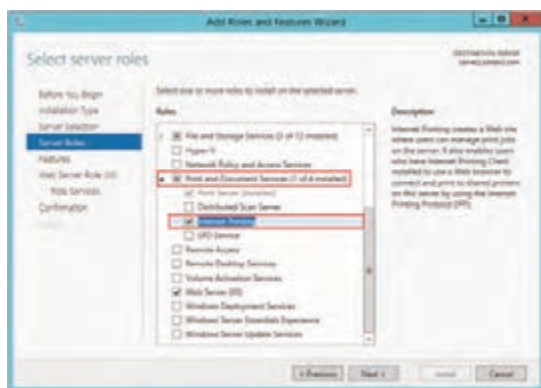 Add Roles and Features Wizard
Select server roles
DESTINATION SERVER
Before You Begin
Installation Type
Server Selection
Server Roles
Features
Web Server Role (IIS)
Role Services
Confirmation
Select one or more roles to install on the selected server.
Roles
File and Storage Services (2 of 12 installed)
Hyper-V
Network Policy and Access Services
Print and Document Services (1 of 4 installed)
Print Server (Installed)
Distributed Scan Server
Internet Printing
LPD Service
Remote Access
Remote Desktop Services
Volume Activation Services
Web Server (IIS)
Windows Deployment Services
Windows Server Essentials Experience
Windows Server Update Services
Description
Internet Printing creates a Web site
where users can manage print jobs
on the server. It also enables users
who have Internet Printing Client
installed to use a Web browser to
connect and print to shared printers
on this server by using the Internet
Printing Protocol (IPP).
< Previous
Next >
Install
Cancel